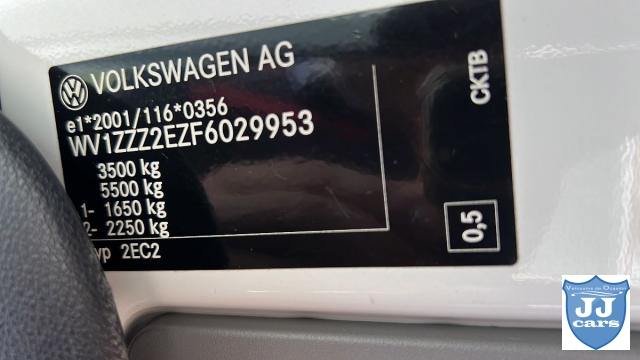 VOLKSWAGEN AG
e1*2001/116*0356
WV1ZZZ2EZF6029953
3500 kg
5500 kg
1- 1650 kg
2- 2250 kg
yp 2EC2
CKTB
0,5
JJ
cars